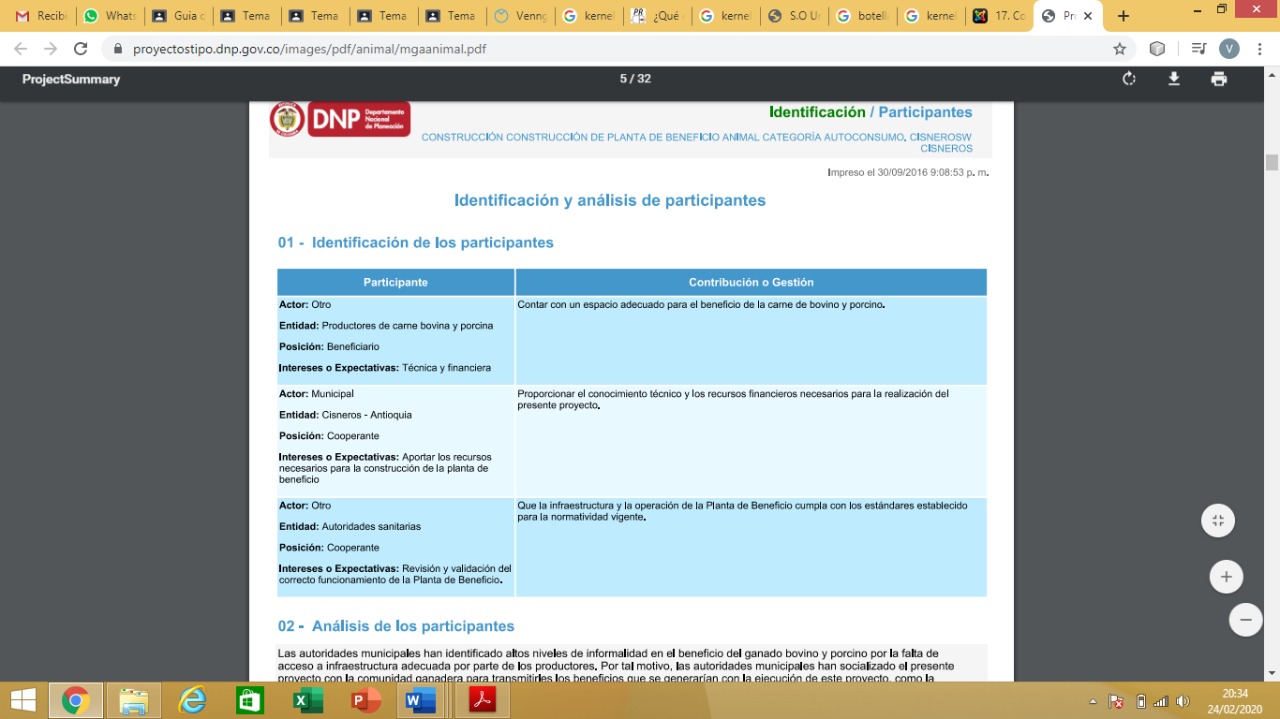 Recibi
Whats
Guia d
Tema
Tema
Tema
Tema
Venng
kernel
¿Qué
kernel
S.O Un
botella
kernel
17. Co
Pr
proyectostipo.dnp.gov.co/images/pdf/animal/mgaanimal.pdf
V
ProjectSummary
5 / 32
DNP Departamento
Nacional
de Planeación
Identificación / Participantes
CONSTRUCCIÓN CONSTRUCCIÓN DE PLANTA DE BENEFICIO ANIMAL CATEGORÍA AUTOCONSUMO, CISNEROSW
CISNEROS
Impreso el 30/09/2016 9:08:53 p. m.
Identificación y análisis de participantes
01 - Identificación de los participantes
Participante
Contribución o Gestión
Actor: Otro
Entidad: Productores de carne bovina y porcina
Posición: Beneficiario
Intereses o Expectativas: Técnica y financiera
Contar con un espacio adecuado para el beneficio de la carne de bovino y porcino.
Actor: Municipal
Entidad: Cisneros - Antioquia
Posición: Cooperante
Intereses o Expectativas: Aportar los recursos
necesarios para la construcción de la planta de
beneficio
Proporcionar el conocimiento técnico y los recursos financieros necesarios para la realización del
presente proyecto.
Actor: Otro
Entidad: Autoridades sanitarias
Posición: Cooperante
Intereses o Expectativas: Revisión y validación del
correcto funcionamiento de la Planta de Beneficio.
Que la infraestructura y la operación de la Planta de Beneficio cumpla con los estándares establecido
para la normatividad vigente.
02 - Análisis de los participantes
Las autoridades municipales han identificado altos niveles de informalidad en el beneficio del ganado bovino y porcino por la falta de
acceso a infraestructura adecuada por parte de los productores. Por tal motivo, las autoridades municipales han socializado el presente
proyecto con la comunidad ganadera para transmitirles los beneficios que se generarían con la ejecución de este proyecto, como la
20:34
24/02/2020